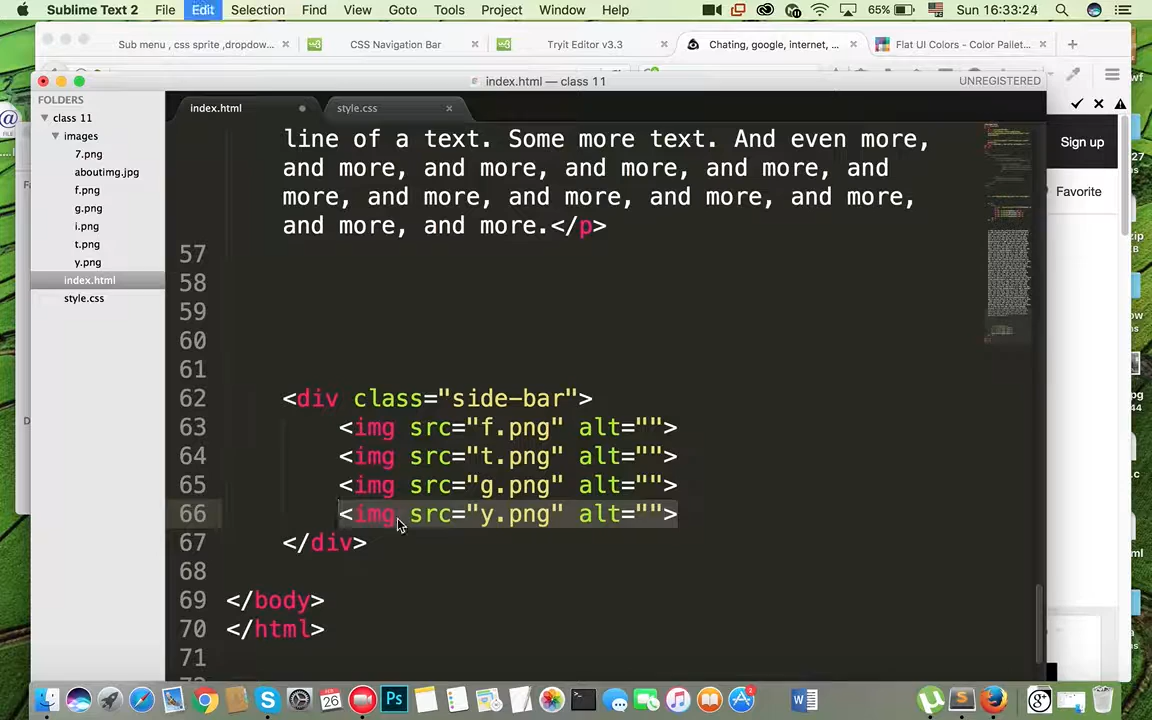 Sublime Text 2 File Edit Selection Find View Goto Tools Project Window Help 65% Sun 16:33:24
Sub menu , css sprite ,dropdow... CSS Navigation Bar Tryit Editor v3.3 Chating, google, internet, ... Flat UI Colors - Color Pallet...
index.html — class 11 UNREGISTERED
FOLDERS
class 11
images
7.png
aboutimg.jpg
f.png
g.png
i.png
t.png
y.png
index.html
style.css
index.html style.css
line of a text. Some more text. And even more,
and more, and more, and more, and more, and
more, and more, and more, and more, and more,
and more, and more.</p>
57
58
59
60
61
62 <div class="side-bar">
63 <img src="f.png" alt="">
64 <img src="t.png" alt="">
65 <img src="g.png" alt="">
66 <img src="y.png" alt="">
67 </div>
68
69 </body>
70 </html>
71
Sign up
Favorite